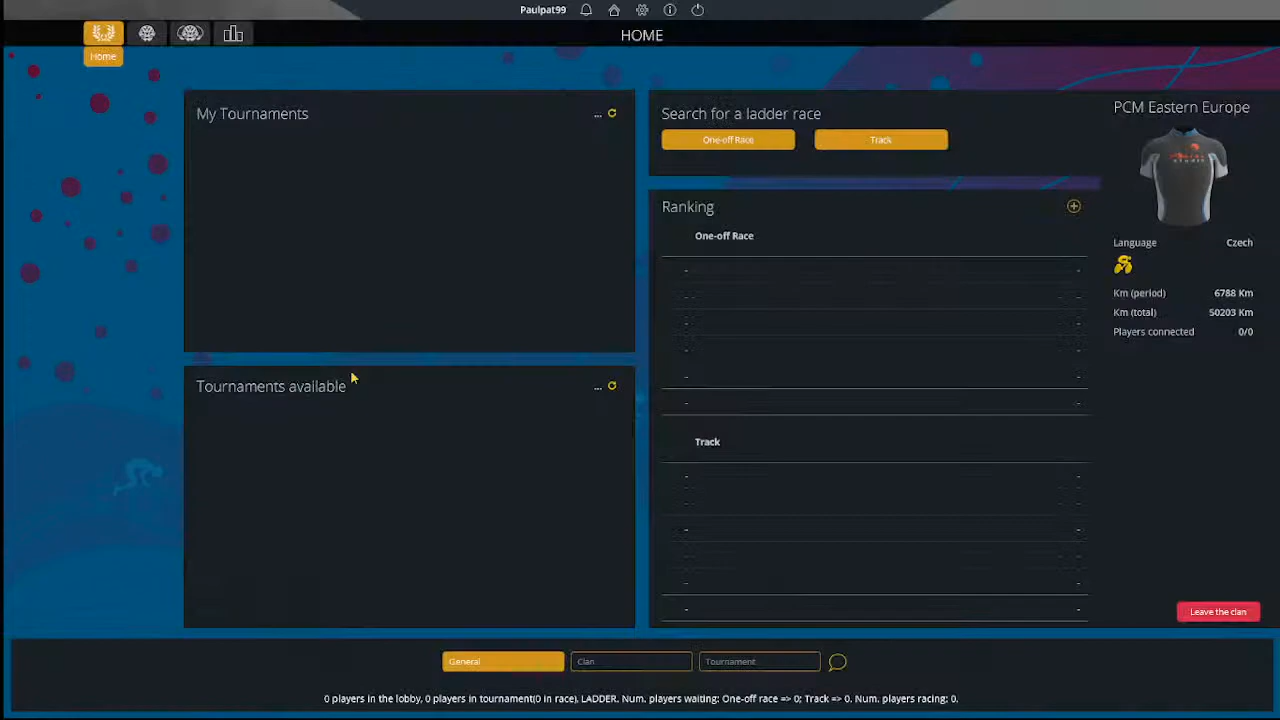 Paulpat99
HOME
Home
My Tournaments
...
Search for a ladder race
One-off Race
Track
PCM Eastern Europe
Ranking
One-off Race
- -
- -
- -
- -
- -
- -
Language Czech
Km (period) 6788 Km
Km (total) 50203 Km
Players connected 0/0
Tournaments available
...
Track
- -
- -
- -
- -
- -
- -
Leave the clan
General
Clan
Tournament
0 players in the lobby, 0 players in tournament(0 in race), LADDER. Num. players waiting: One-off race => 0; Track => 0. Num. players racing: 0.